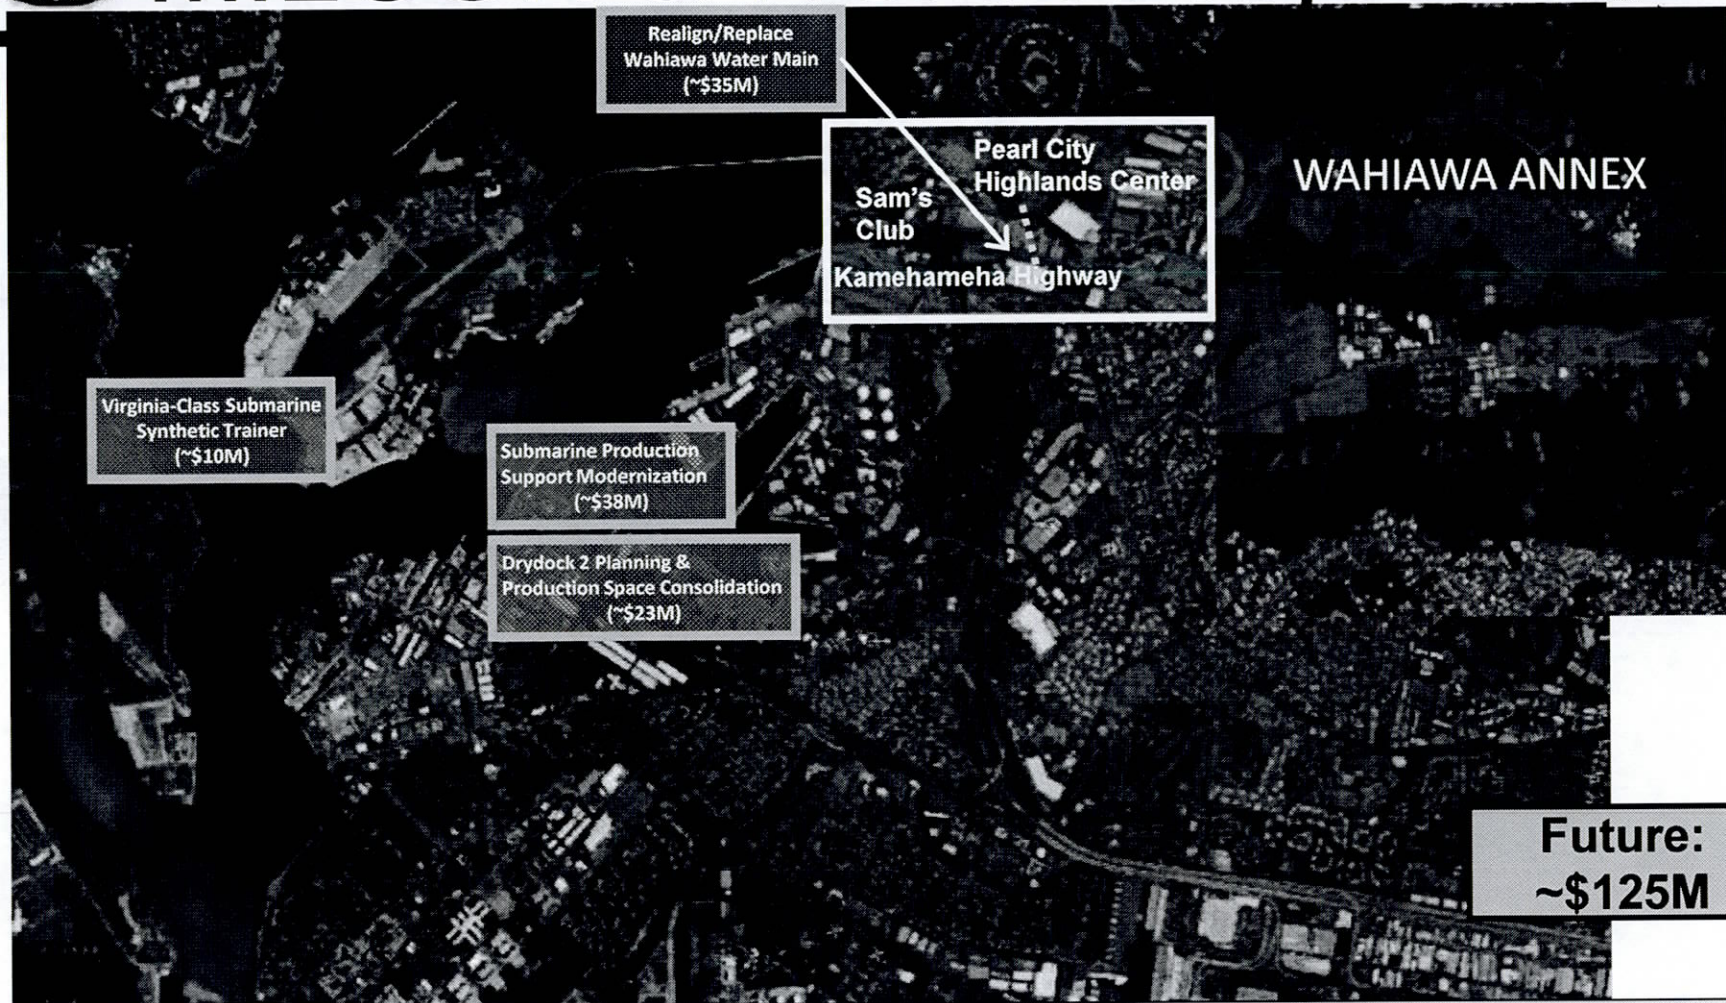 Realign/Replace
Wahiawa Water Main
(~$35M)
Pearl City
Highlands Center
Sam's
Club
Kamehameha Highway
WAHIAWA ANNEX
Virginia-Class Submarine
Synthetic Trainer
(~$10M)
Submarine Production
Support Modernization
(~$38M)
Drydock 2 Planning &
Production Space Consolidation
(~$23M)
Future:
~$125M